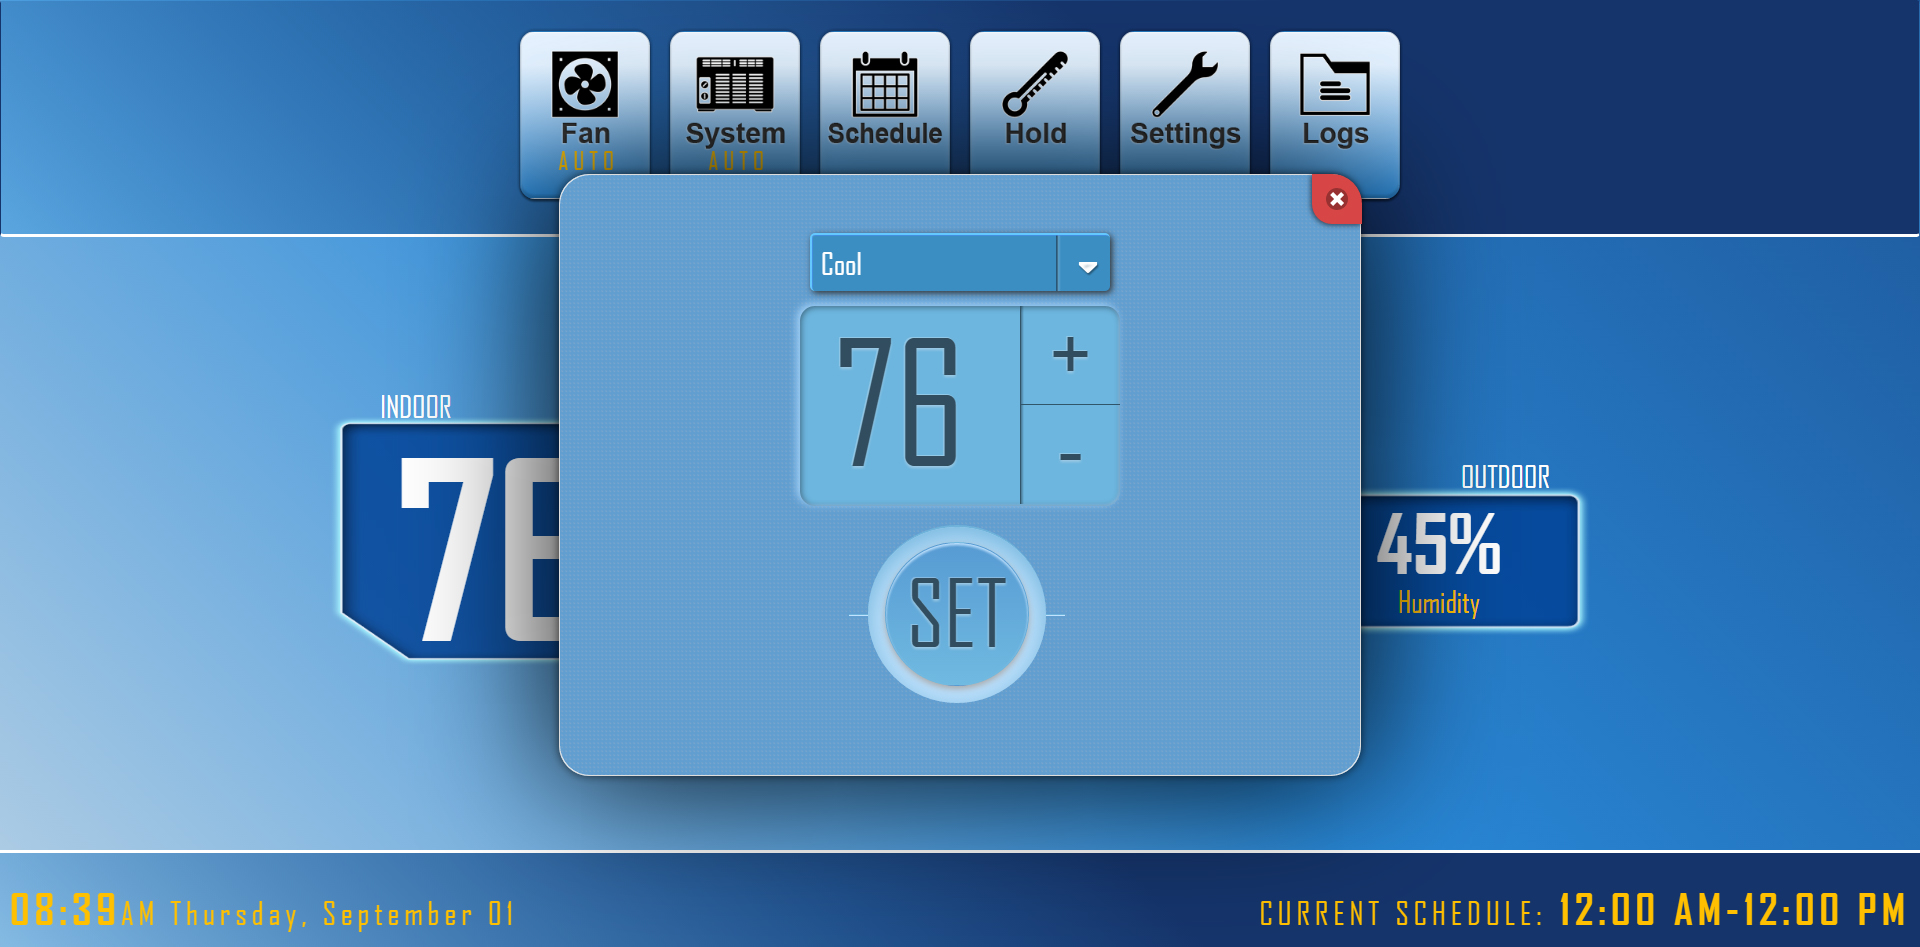 Fan
AUTO
System
AUTO
Schedule
Hold
Settings
Logs
Cool
76
+
-
SET
INDOOR
OUTDOOR
45%
Humidity
08:39AM Thursday, September 01
CURRENT SCHEDULE: 12:00 AM-12:00 PM